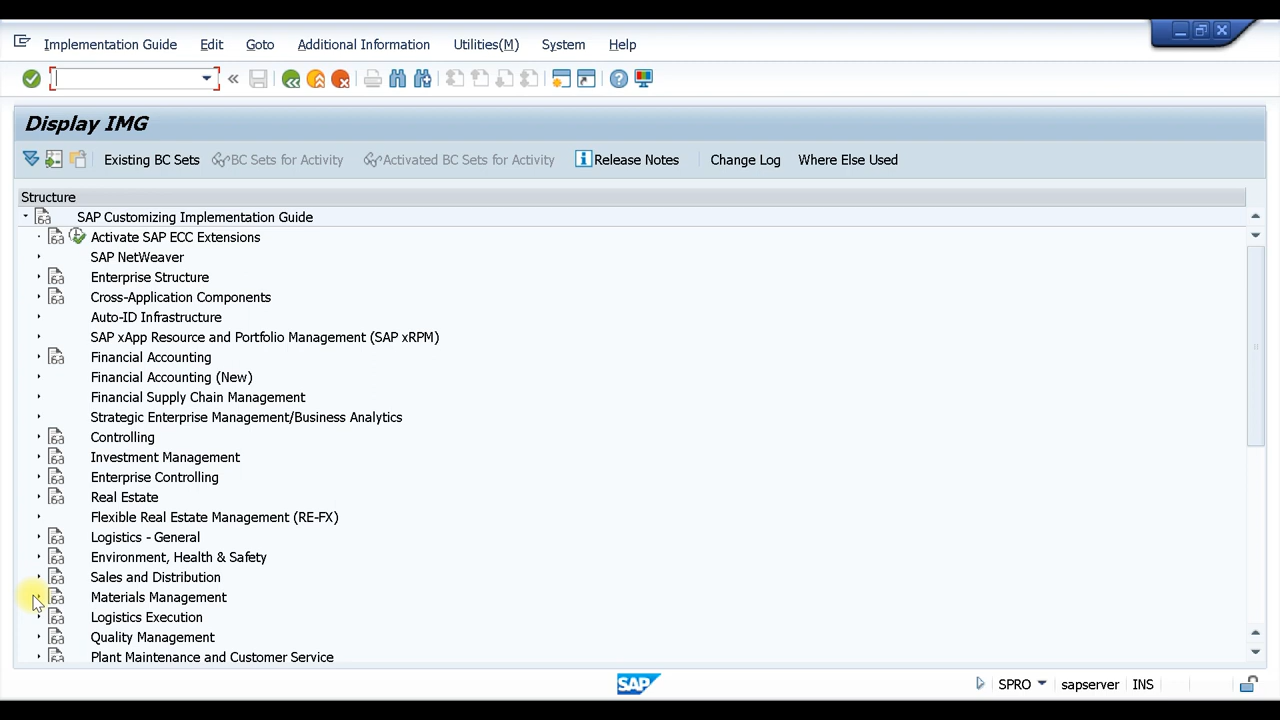 Implementation Guide Edit Goto Additional Information Utilities(M) System Help
Display IMG
Existing BC Sets BC Sets for Activity Activated BC Sets for Activity Release Notes Change Log Where Else Used
Structure
SAP Customizing Implementation Guide
Activate SAP ECC Extensions
SAP NetWeaver
Enterprise Structure
Cross-Application Components
Auto-ID Infrastructure
SAP xApp Resource and Portfolio Management (SAP xRPM)
Financial Accounting
Financial Accounting (New)
Financial Supply Chain Management
Strategic Enterprise Management/Business Analytics
Controlling
Investment Management
Enterprise Controlling
Real Estate
Flexible Real Estate Management (RE-FX)
Logistics - General
Environment, Health & Safety
Sales and Distribution
Materials Management
Logistics Execution
Quality Management
Plant Maintenance and Customer Service
SAP SPRO sapserver INS